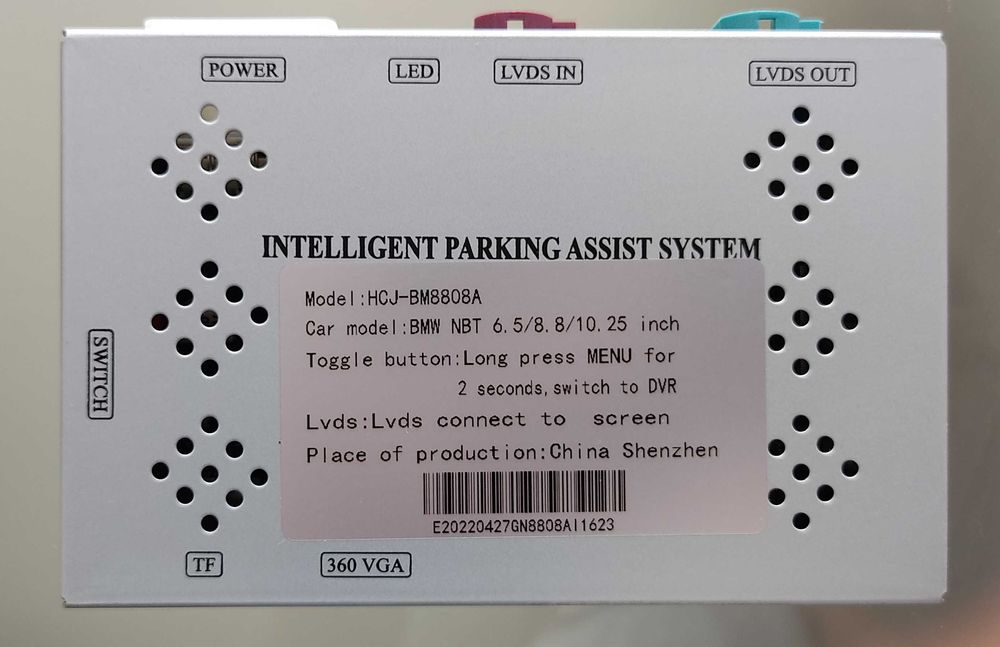 POWER
LED
LVDS IN
LVDS OUT
INTELLIGENT PARKING ASSIST SYSTEM
Model:HCJ-BM8808A
Car model:BMW NBT 6.5/8.8/10.25 inch
Toggle button:Long press MENU for
2 seconds,switch to DVR
Lvds:Lvds connect to screen
Place of production:China Shenzhen
E20220427GN8808AI1623
SWITCH
TF
360 VGA